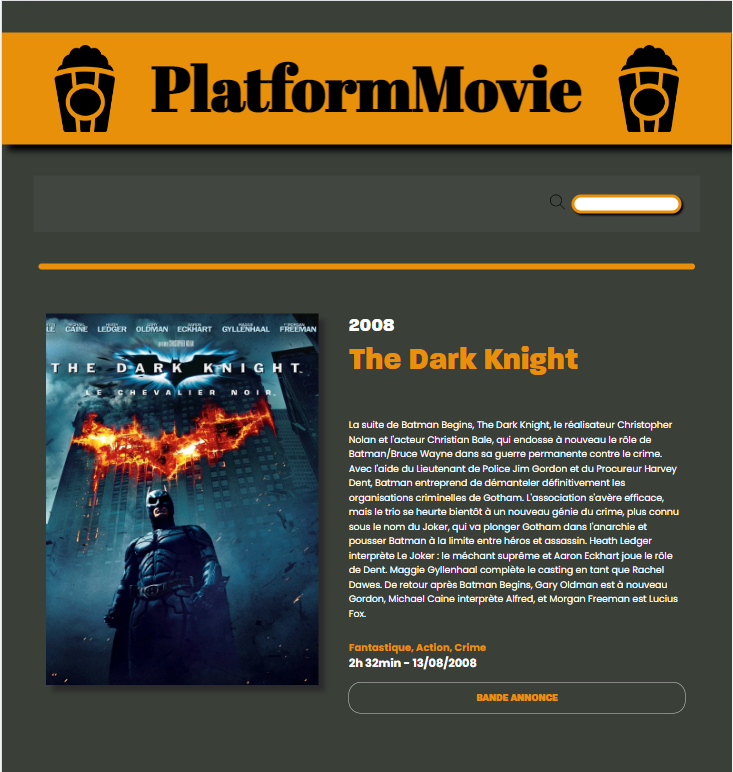 PlatformMovie
CAINE LEDGER OLDMAN ECKHART GYLLENHAAL FREEMAN
THE DARK KNIGHT
LE CHEVALIER NOIR
2008
The Dark Knight
La suite de Batman Begins, The Dark Knight, le réalisateur Christopher
Nolan et l'acteur Christian Bale, qui endosse à nouveau le rôle de
Batman/Bruce Wayne dans sa guerre permanente contre le crime.
Avec l'aide du Lieutenant de Police Jim Gordon et du Procureur Harvey
Dent, Batman entreprend de démanteler définitivement les
organisations criminelles de Gotham. L'association s'avère efficace,
mais le trio se heurte bientôt à un nouveau génie du crime, plus connu
sous le nom du Joker, qui va plonger Gotham dans l'anarchie et
pousser Batman à la limite entre héros et assassin. Heath Ledger
interprète Le Joker : le méchant suprême et Aaron Eckhart joue le rôle
de Dent. Maggie Gyllenhaal complète le casting en tant que Rachel
Dawes. De retour après Batman Begins, Gary Oldman est à nouveau
Gordon, Michael Caine interprète Alfred, et Morgan Freeman est Lucius
Fox.
Fantastique, Action, Crime
2h 32min - 13/08/2008
BANDE ANNONCE